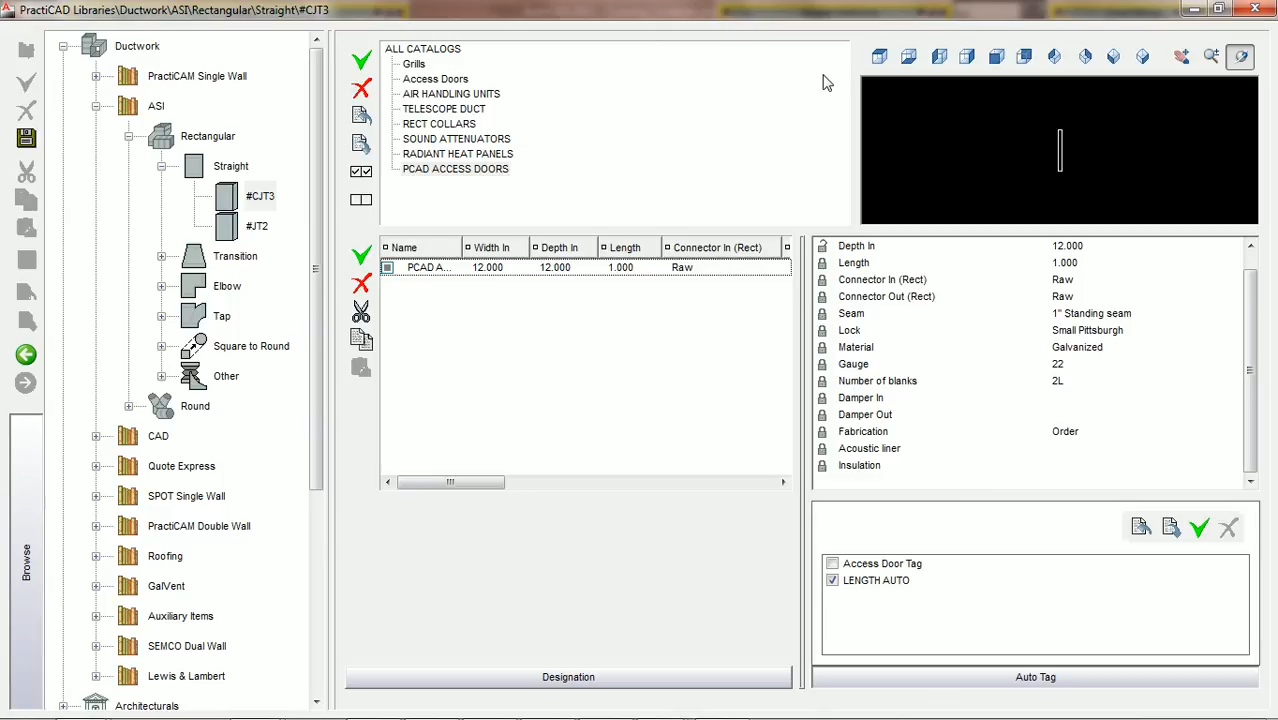 PractiCAD Libraries\Ductwork\ASI\Rectangular\Straight\#CJT3
Ductwork
PractiCAM Single Wall
ASI
Rectangular
Straight
#CJT3
#JT2
Transition
Elbow
Tap
Square to Round
Other
Round
CAD
Quote Express
SPOT Single Wall
PractiCAM Double Wall
Roofing
GalVent
Auxiliary Items
SEMCO Dual Wall
Lewis & Lambert
Architecturals
Browse
ALL CATALOGS
Grills
Access Doors
AIR HANDLING UNITS
TELESCOPE DUCT
RECT COLLARS
SOUND ATTENUATORS
RADIANT HEAT PANELS
PCAD ACCESS DOORS
Name Width In Depth In Length Connector In (Rect)
PCAD A... 12.000 12.000 1.000 Raw
Designation
Depth In 12.000
Length 1.000
Connector In (Rect) Raw
Connector Out (Rect) Raw
Seam 1" Standing seam
Lock Small Pittsburgh
Material Galvanized
Gauge 22
Number of blanks 2L
Damper In
Damper Out
Fabrication Order
Acoustic liner
Insulation
Access Door Tag
LENGTH AUTO
Auto Tag